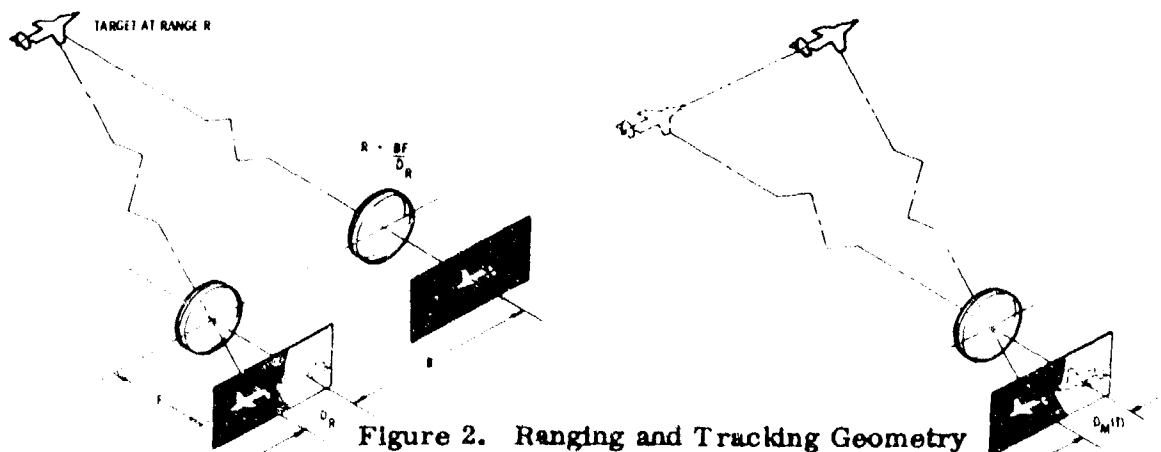 TARGET AT RANGE R
R = BF
D_R
B
F
D_R
D_M(T)
Figure 2. Ranging and Tracking Geometry